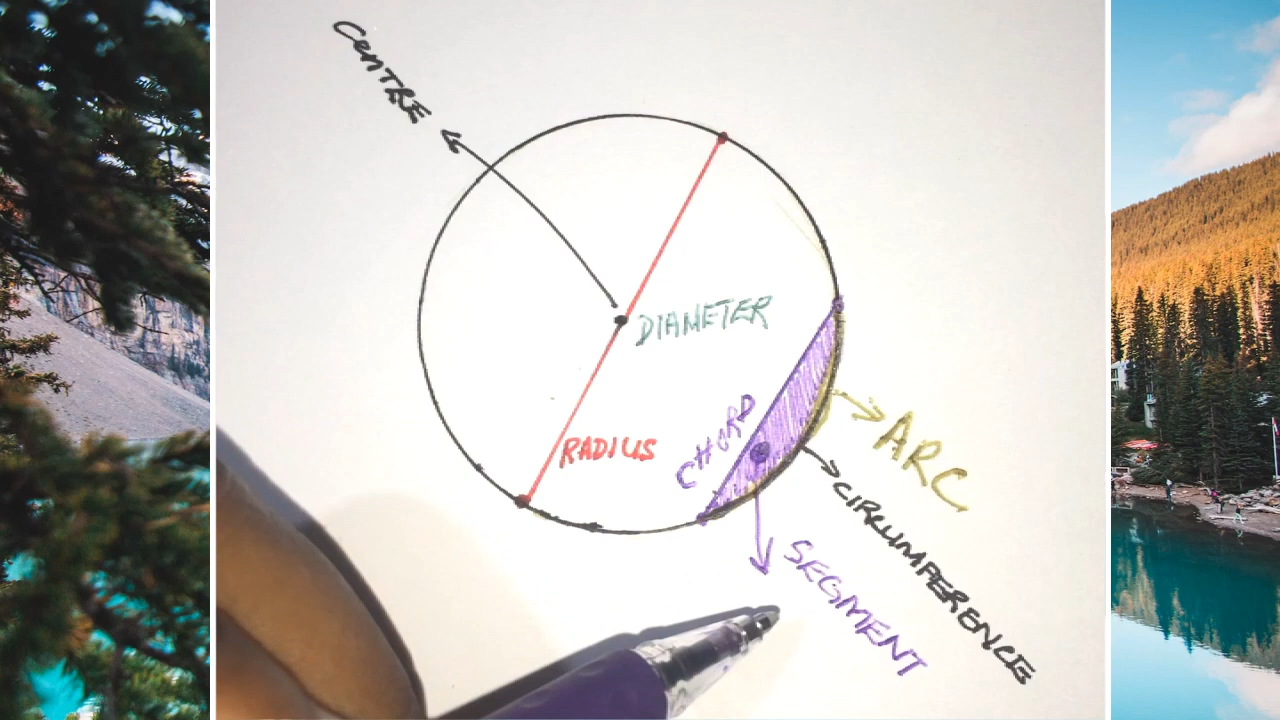 CENTRE
DIAMETER
CHORD
RADIUS
ARC
CIRCUMFERENCE
SEGMENT